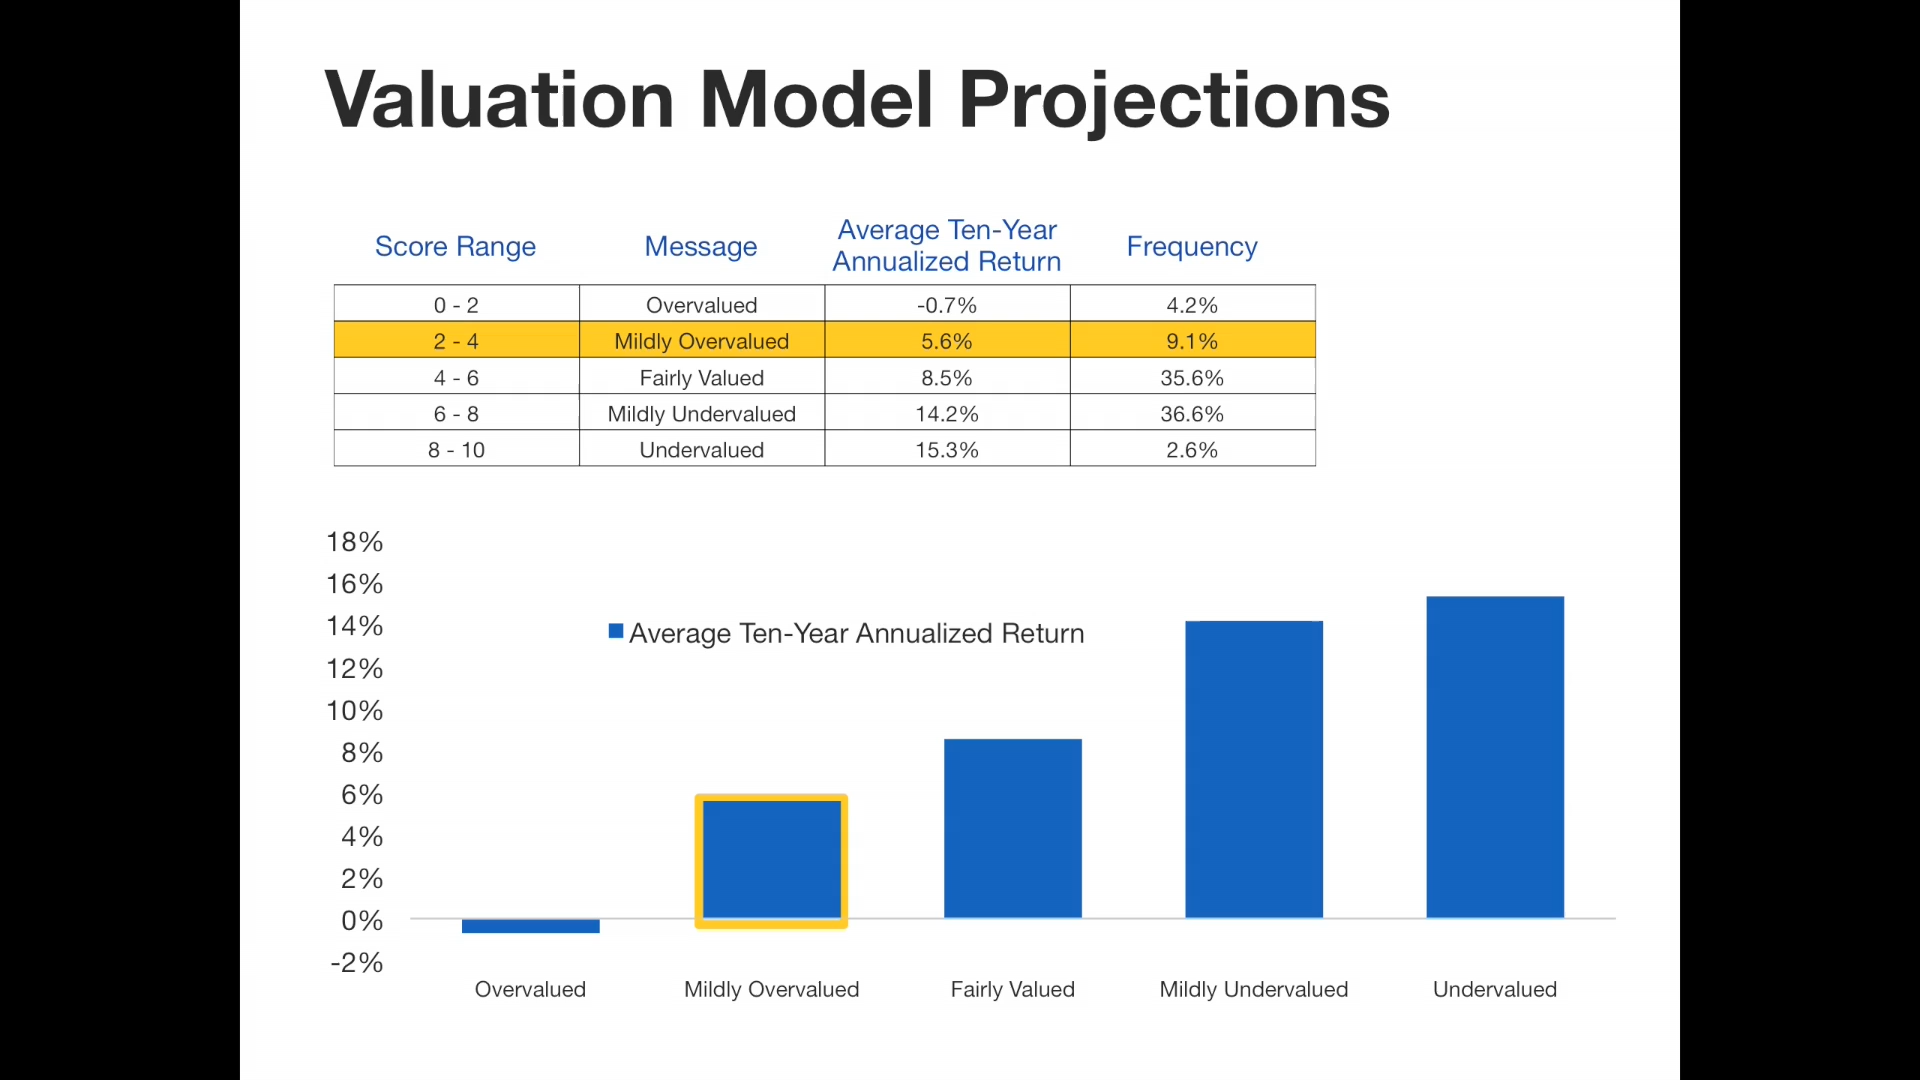 Valuation Model Projections
Score Range Message Average Ten-Year Annualized Return Frequency
0 - 2 Overvalued -0.7% 4.2%
2 - 4 Mildly Overvalued 5.6% 9.1%
4 - 6 Fairly Valued 8.5% 35.6%
6 - 8 Mildly Undervalued 14.2% 36.6%
8 - 10 Undervalued 15.3% 2.6%
18%
16%
14%
12%
10%
8%
6%
4%
2%
0%
-2%
Average Ten-Year Annualized Return
Overvalued Mildly Overvalued Fairly Valued Mildly Undervalued Undervalued